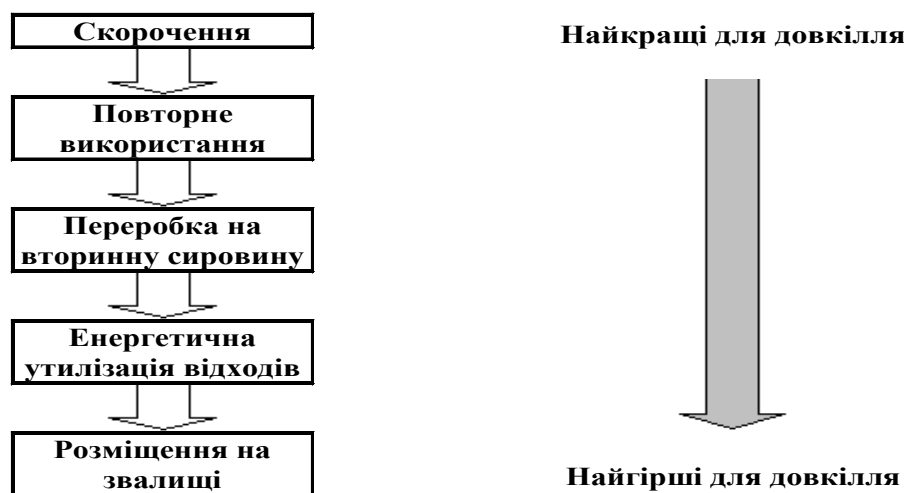 Скорочення
Найкращі для довкілля
Повторне
використання
Переробка на
вторинну сировину
Енергетична
утилізація відходів
Розміщення на
звалищі
Найгірші для довкілля